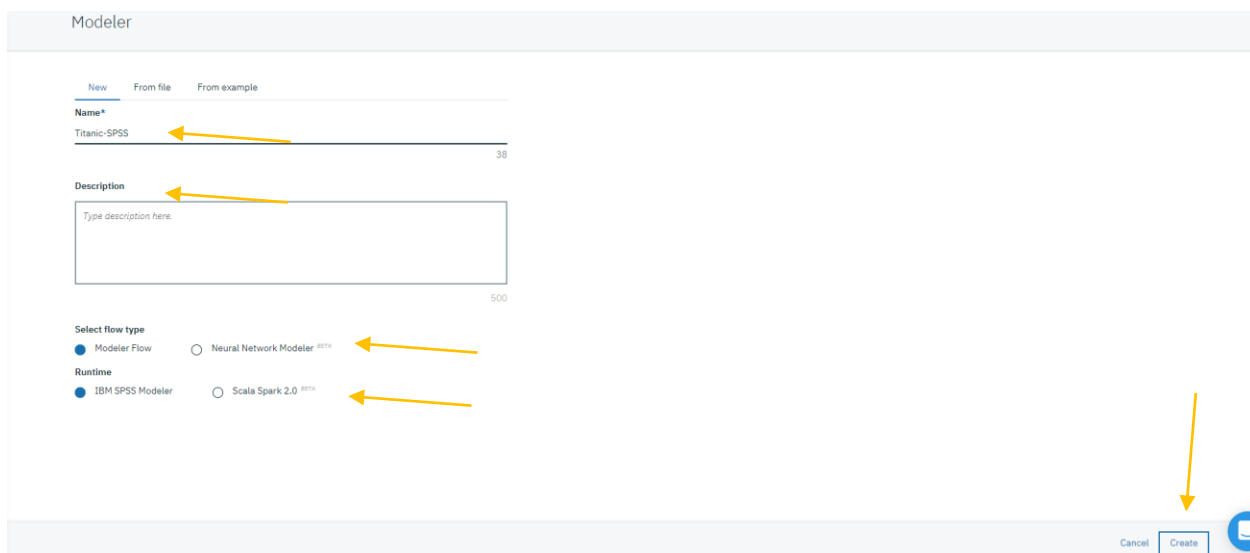 Modeler
New From file From example
Name*
Titanic-SPSS
38
Description
Type description here.
500
Select flow type
Modeler Flow Neural Network Modeler BETA
Runtime
IBM SPSS Modeler Scala Spark 2.0 BETA
Cancel Create